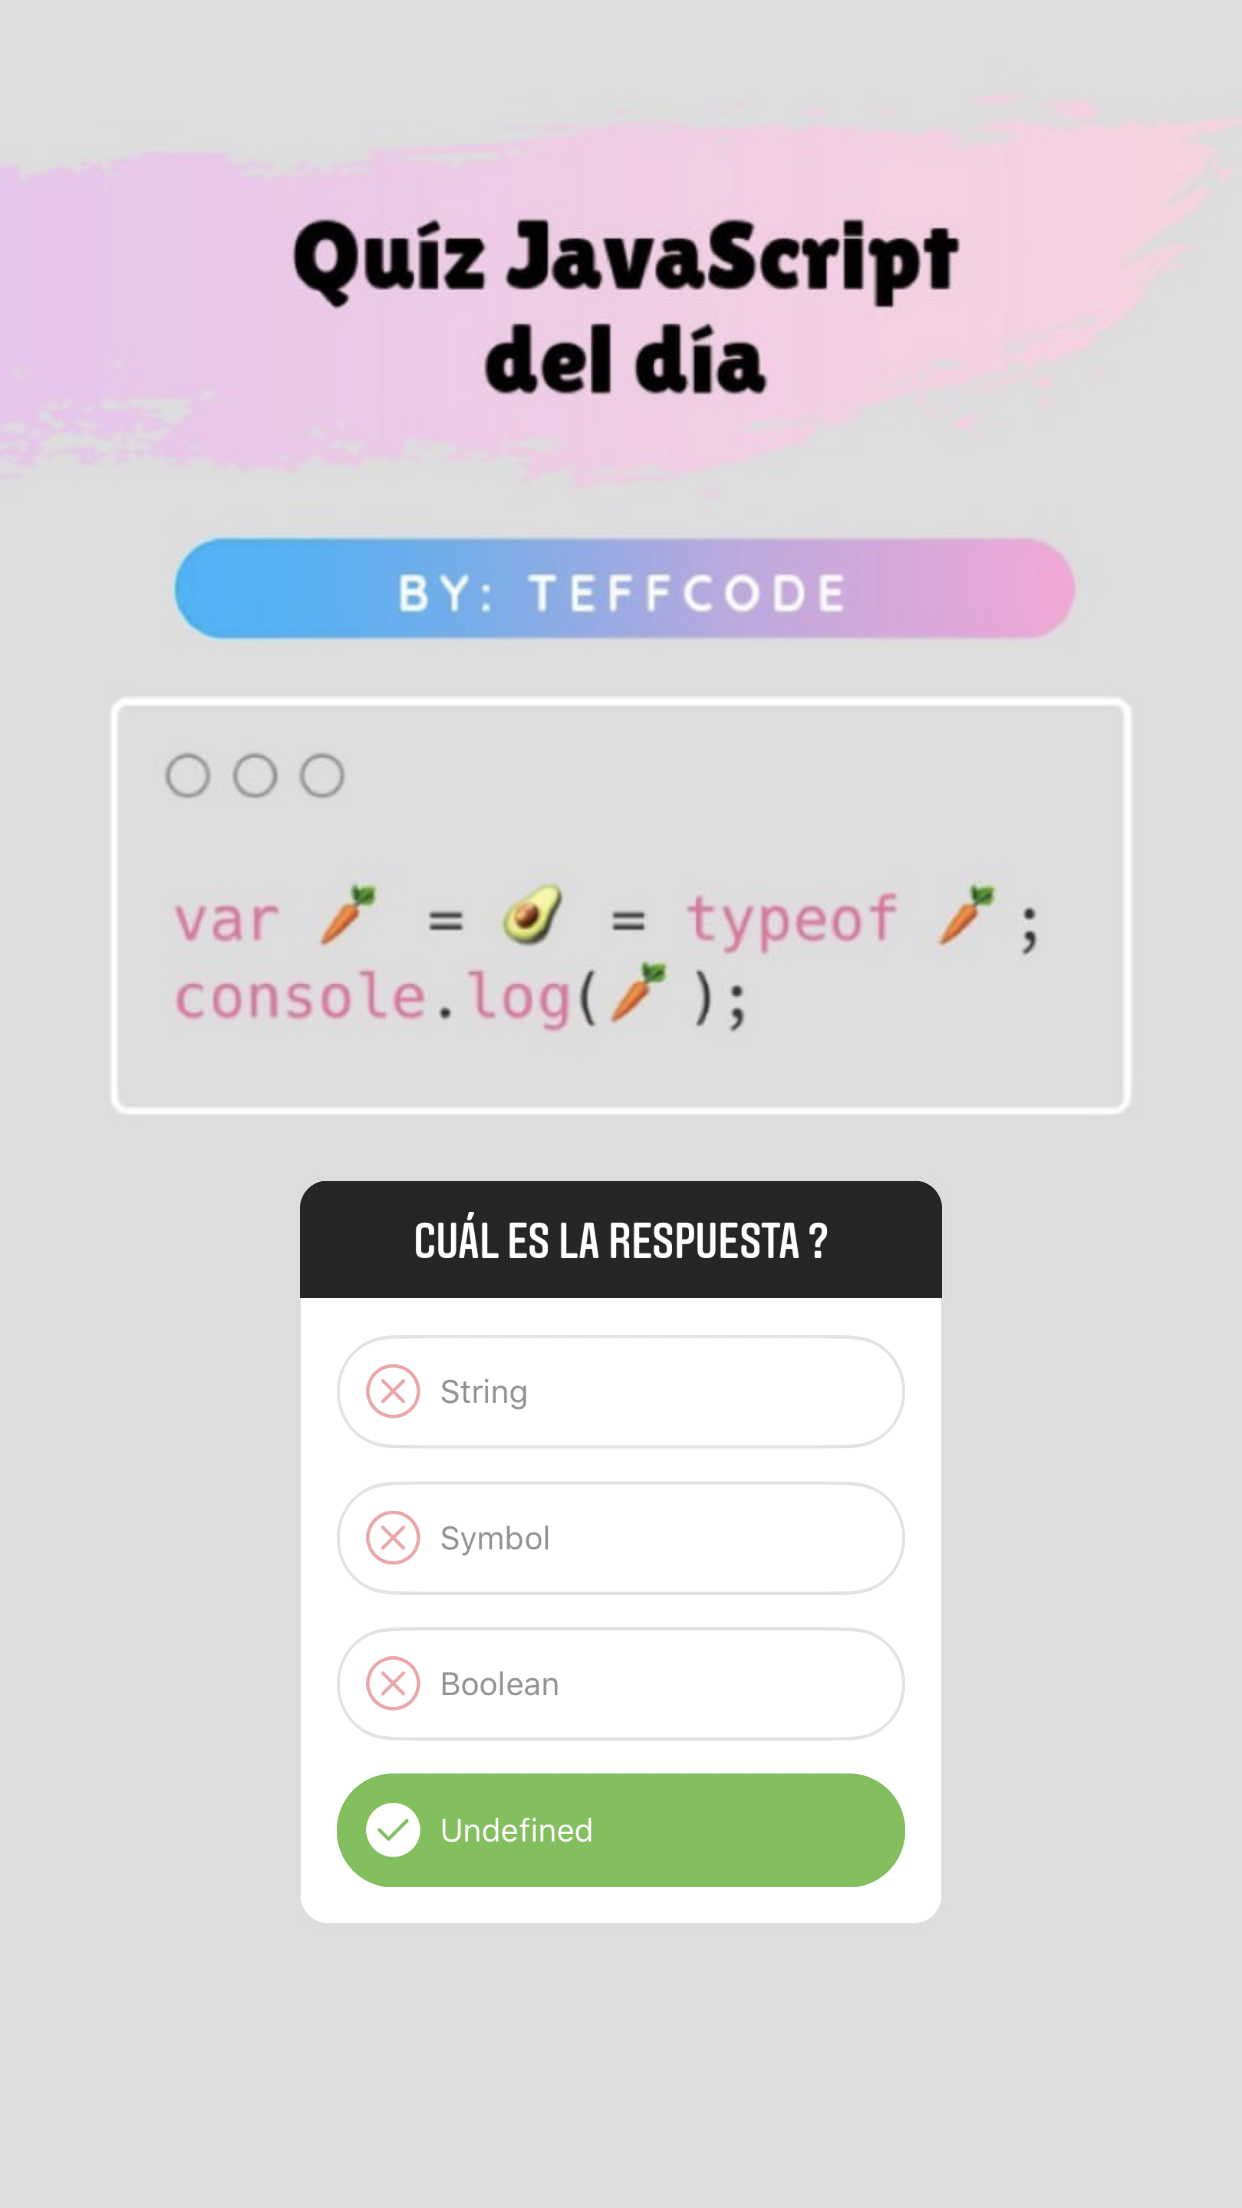 Quíz JavaScript
del día
BY: TEFFCODE
var 🥕 = 🥑 = typeof 🥕;
console.log(🥕);
CUÁL ES LA RESPUESTA ?
String
Symbol
Boolean
Undefined